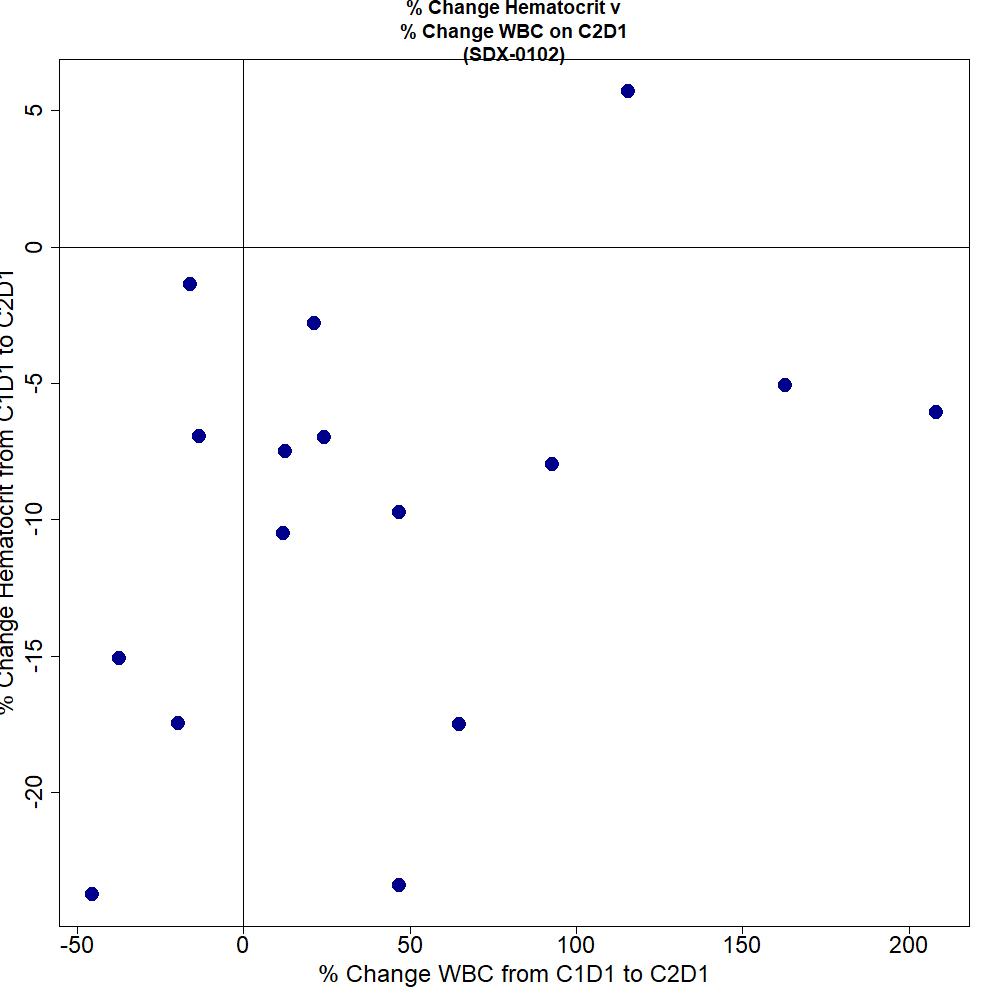 % Change Hematocrit v
% Change WBC on C2D1
(SDX-0102)
% Change Hematocrit from C1D1 to C2D1
5
0
-5
-10
-15
-20
-50
0
50
100
150
200
% Change WBC from C1D1 to C2D1